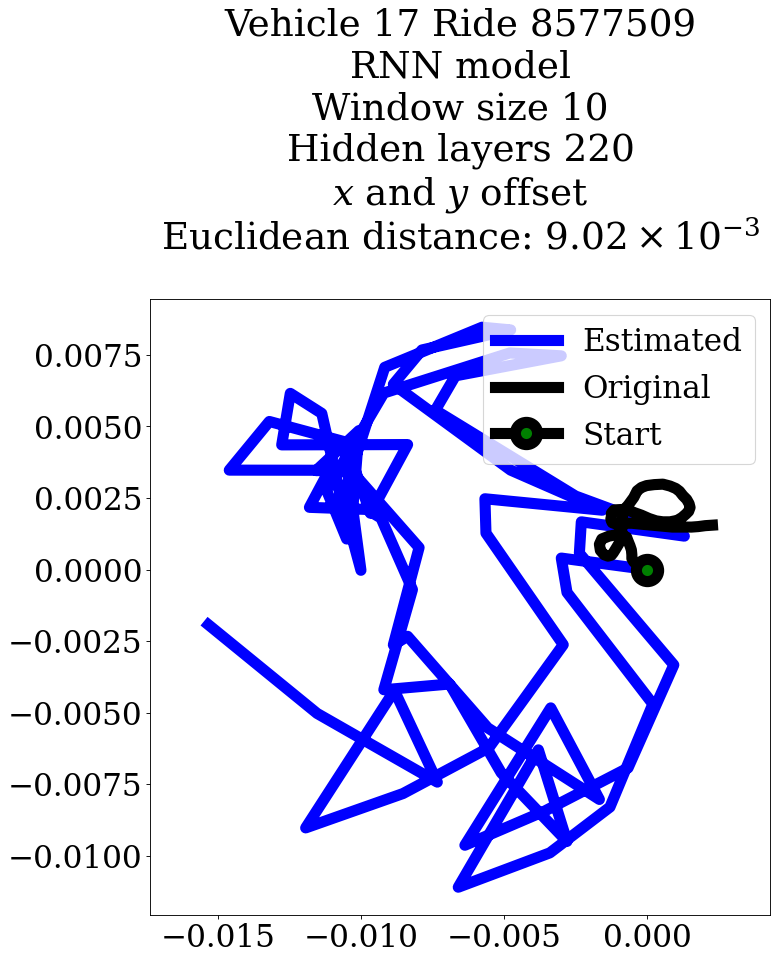 Vehicle 17 Ride 8577509
RNN model
Window size 10
Hidden layers 220
x and y offset
Euclidean distance: 9.02 × 10⁻³
Estimated
Original
Start
0.0075
0.0050
0.0025
0.0000
−0.0025
−0.0050
−0.0075
−0.0100
−0.015 −0.010 −0.005 0.000